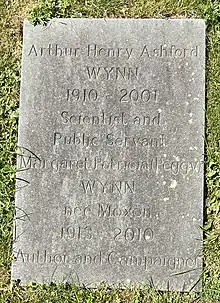 Arthur Henry Ashford
WYNN
1910 - 2001
Scientist and
Public Servant
Margaret Patricia (Peggy)
WYNN
nee Moxon
1913 - 2010
Author and Campaigner